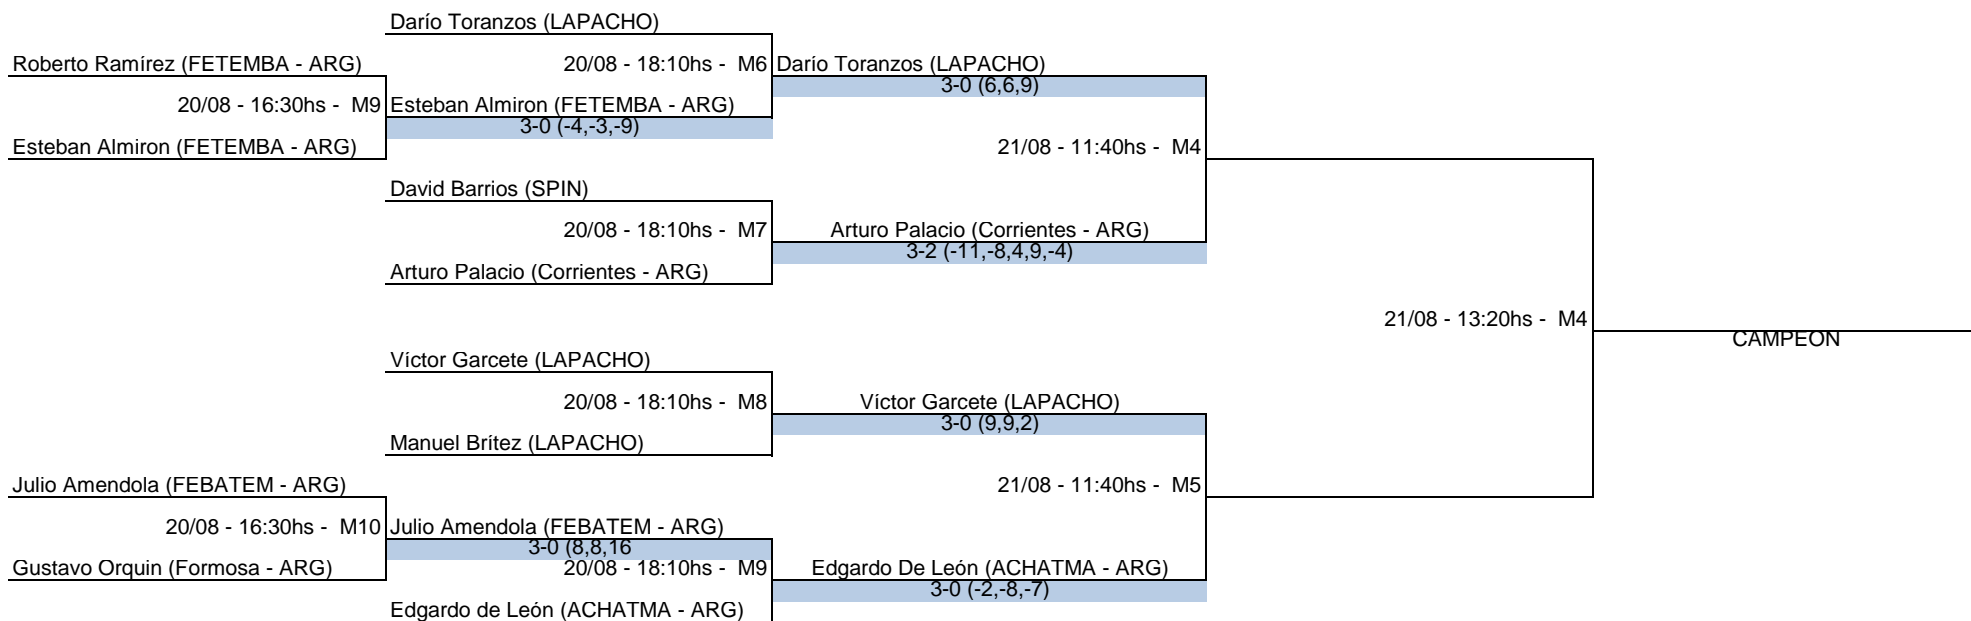 Darío Toranzos (LAPACHO)
Roberto Ramírez (FETEMBA - ARG)
20/08 - 18:10hs - M6
Darío Toranzos (LAPACHO)
3-0 (6,6,9)
20/08 - 16:30hs - M9
Esteban Almiron (FETEMBA - ARG)
3-0 (-4,-3,-9)
Esteban Almiron (FETEMBA - ARG)
21/08 - 11:40hs - M4
David Barrios (SPIN)
20/08 - 18:10hs - M7
Arturo Palacio (Corrientes - ARG)
3-2 (-11,-8,4,9,-4)
Arturo Palacio (Corrientes - ARG)
21/08 - 13:20hs - M4
CAMPEON
Víctor Garcete (LAPACHO)
20/08 - 18:10hs - M8
Víctor Garcete (LAPACHO)
3-0 (9,9,2)
Manuel Brítez (LAPACHO)
Julio Amendola (FEBATEM - ARG)
21/08 - 11:40hs - M5
20/08 - 16:30hs - M10
Julio Amendola (FEBATEM - ARG)
3-0 (8,8,16
Gustavo Orquin (Formosa - ARG)
20/08 - 18:10hs - M9
Edgardo De León (ACHATMA - ARG)
3-0 (-2,-8,-7)
Edgardo de León (ACHATMA - ARG)